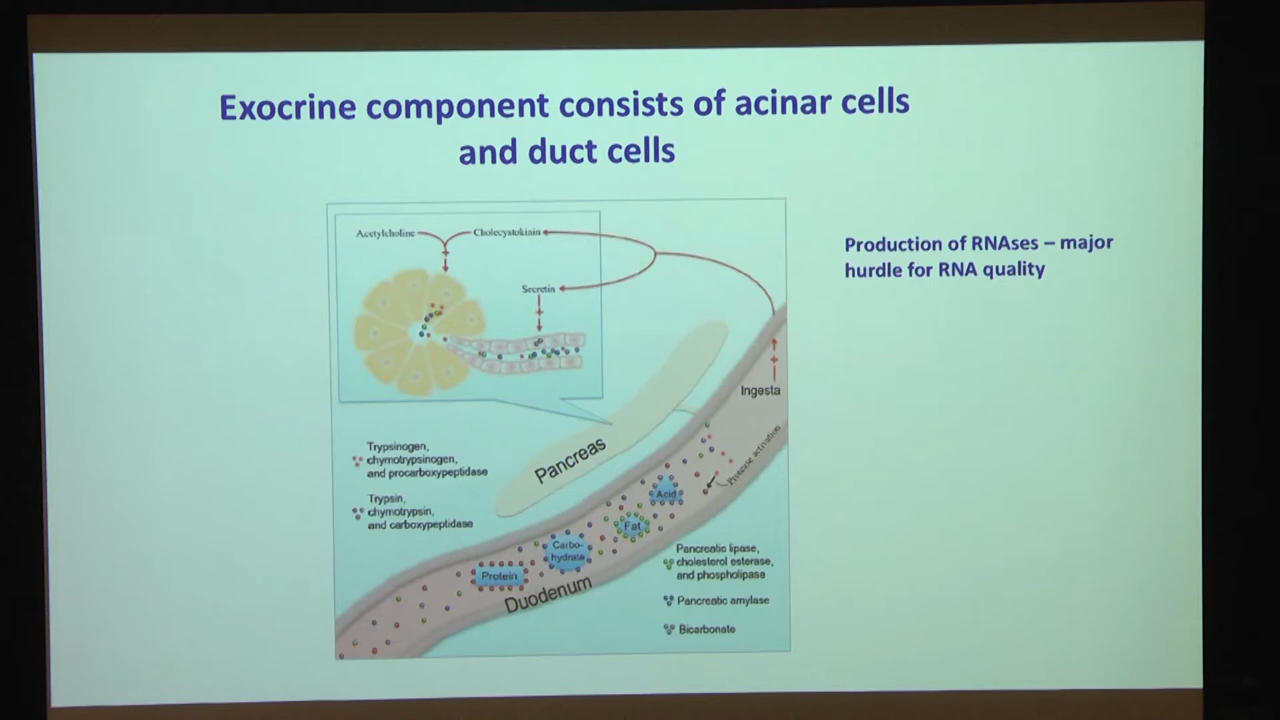 Exocrine component consists of acinar cells
and duct cells
Production of RNAses – major
hurdle for RNA quality
Acetylcholine
Cholecystokinin
Secretin
Ingesta
Protease activation
Pancreas
Trypsinogen,
chymotrypsinogen,
and procarboxypeptidase
Trypsin,
chymotrypsin,
and carboxypeptidase
Acid
Fat
Carbo-
hydrate
Protein
Duodenum
Pancreatic lipase,
cholesterol esterase,
and phospholipase
Pancreatic amylase
Bicarbonate